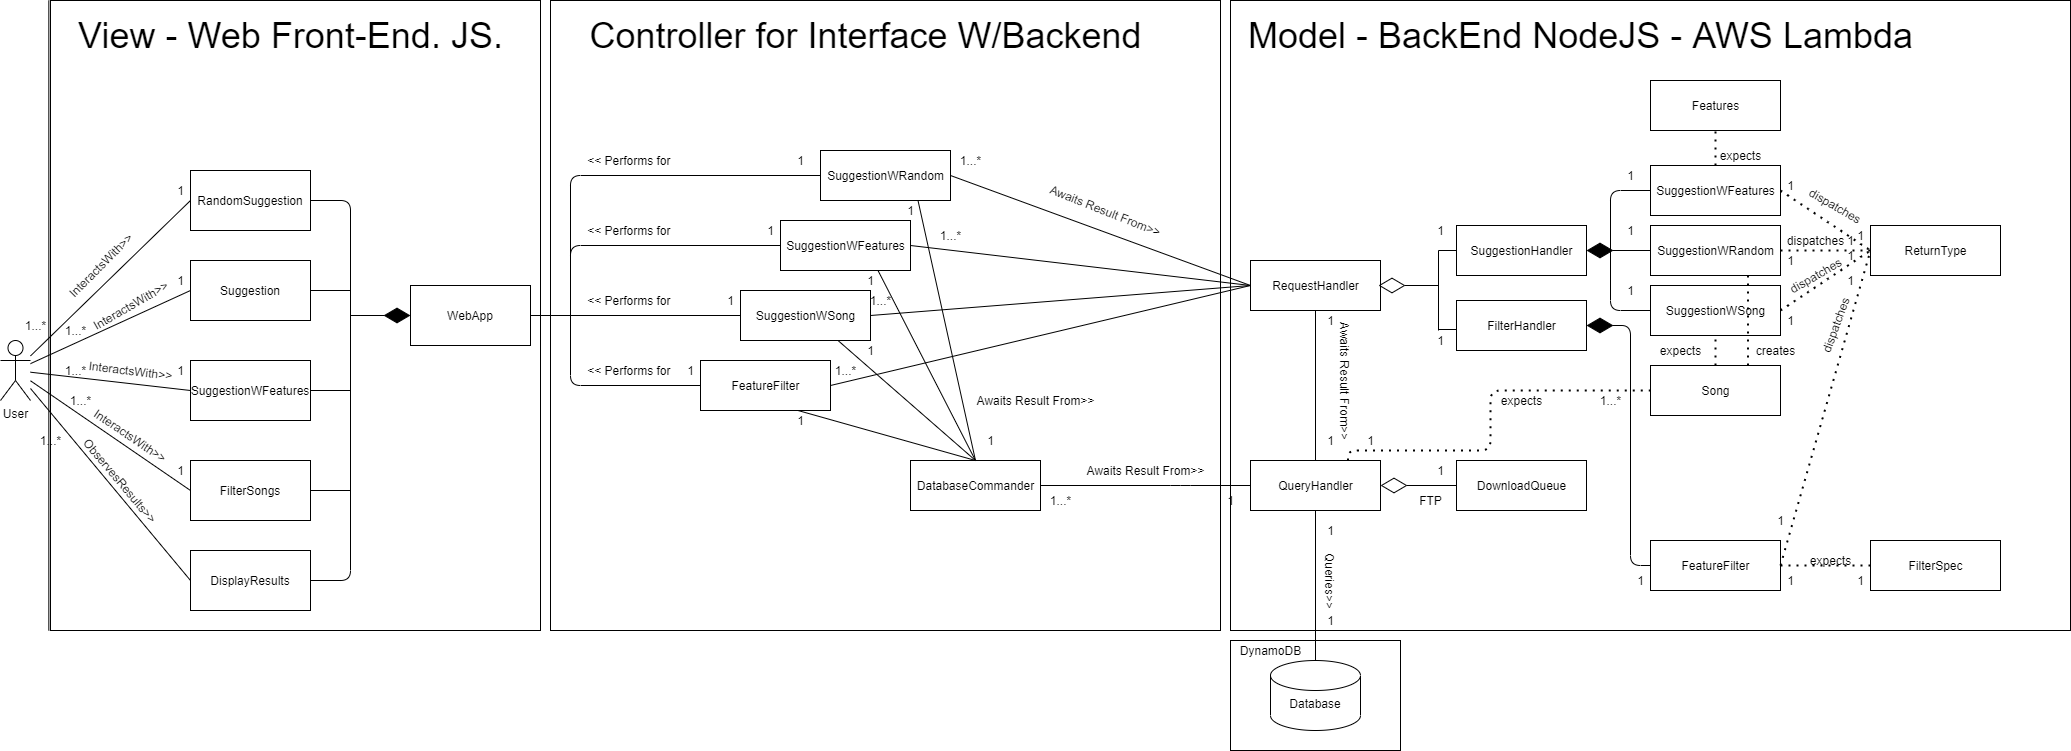 View - Web Front-End. JS.
RandomSuggestion
1
InteractsWith>>
1...*
Suggestion
1
InteractsWith>>
1...*
WebApp
User
SuggestionWFeatures
1
InteractsWith>>
1...*
FilterSongs
1
InteractsWith>>
1...*
DisplayResults
ObservesResults>>
1...*
Controller for Interface W/Backend
<< Performs for
1
SuggestionWRandom
1...*
Awaits Result From>>
1
<< Performs for
1
SuggestionWFeatures
1...*
1
<< Performs for
1
SuggestionWSong
1...*
1
<< Performs for
1
FeatureFilter
1...*
1
Awaits Result From>>
1
DatabaseCommander
1...*
Awaits Result From>>
1
Model - BackEnd NodeJS - AWS Lambda
Features
expects
1
SuggestionWFeatures
1
dispatches
1
1
SuggestionHandler
1
SuggestionWRandom
1
dispatches
1
ReturnType
RequestHandler
1
SuggestionWSong
1
dispatches
1
FilterHandler
1
expects
creates
dispatches
1
1
Awaits Result From>>
1
Song
1...*
expects
1
QueryHandler
1
DownloadQueue
FTP
1
Queries>>
1
1
FeatureFilter
1
expects
1
1
FilterSpec
DynamoDB
Database